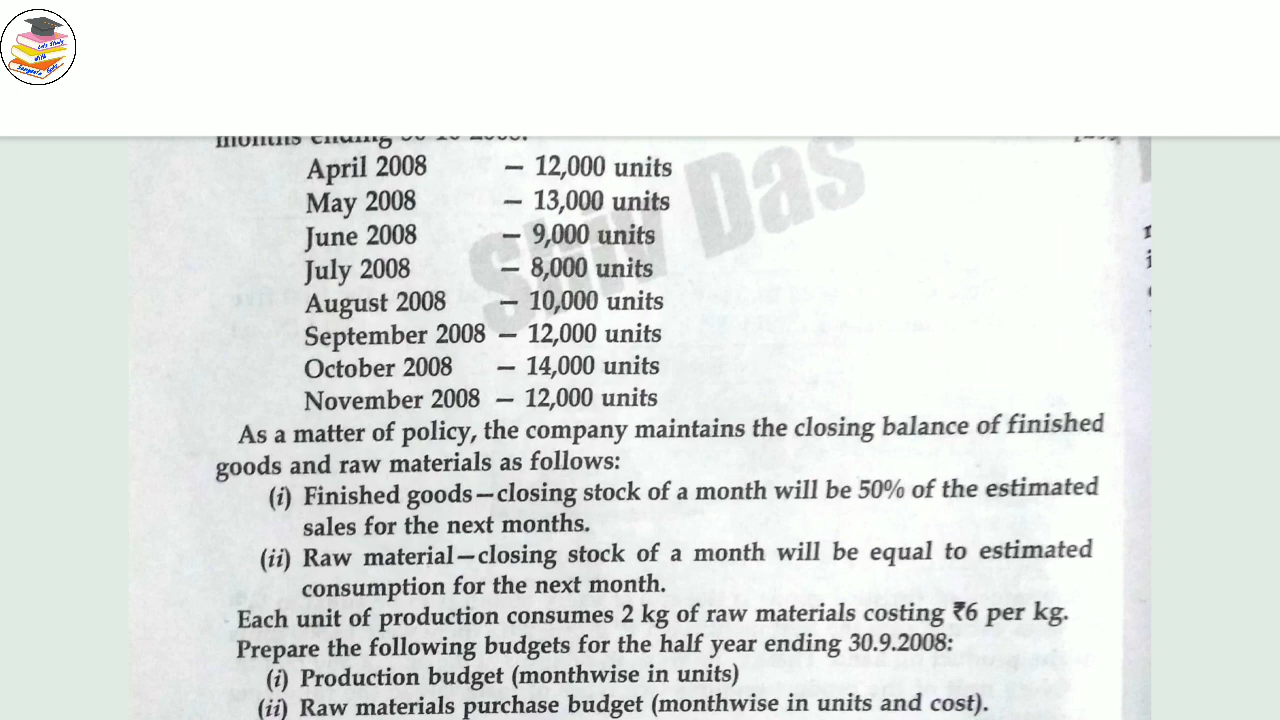 Lets Study
With
months ending
April 2008 – 12,000 units
May 2008 – 13,000 units
June 2008 – 9,000 units
July 2008 – 8,000 units
August 2008 – 10,000 units
September 2008 – 12,000 units
October 2008 – 14,000 units
November 2008 – 12,000 units
Shiv Das
As a matter of policy, the company maintains the closing balance of finished
goods and raw materials as follows:
(i) Finished goods—closing stock of a month will be 50% of the estimated
sales for the next months.
(ii) Raw material—closing stock of a month will be equal to estimated
consumption for the next month.
Each unit of production consumes 2 kg of raw materials costing ₹6 per kg.
Prepare the following budgets for the half year ending 30.9.2008:
(i) Production budget (monthwise in units)
(ii) Raw materials purchase budget (monthwise in units and cost).